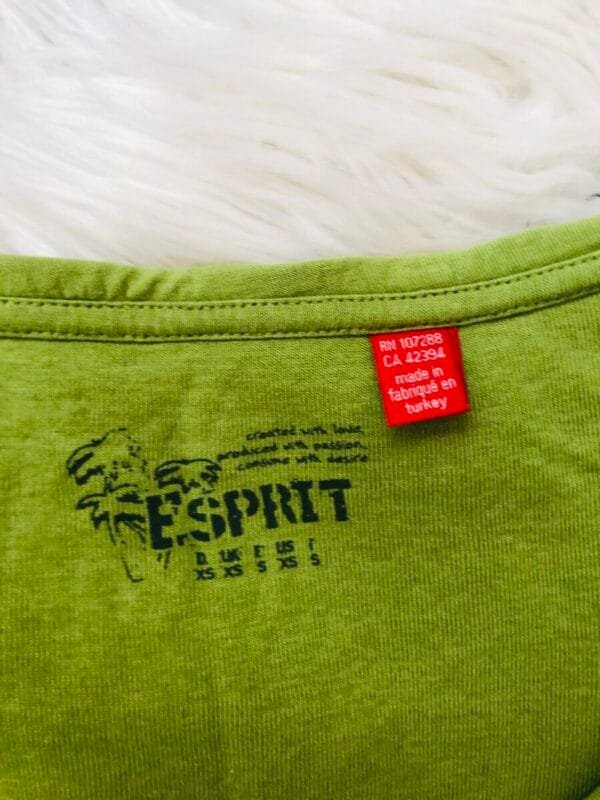 RN 107288
CA 42394
made in
fabriqué en
turkey
created with love,
produced with passion,
consume with desire
ESPRIT
D UK F US I
XS XS S XS S